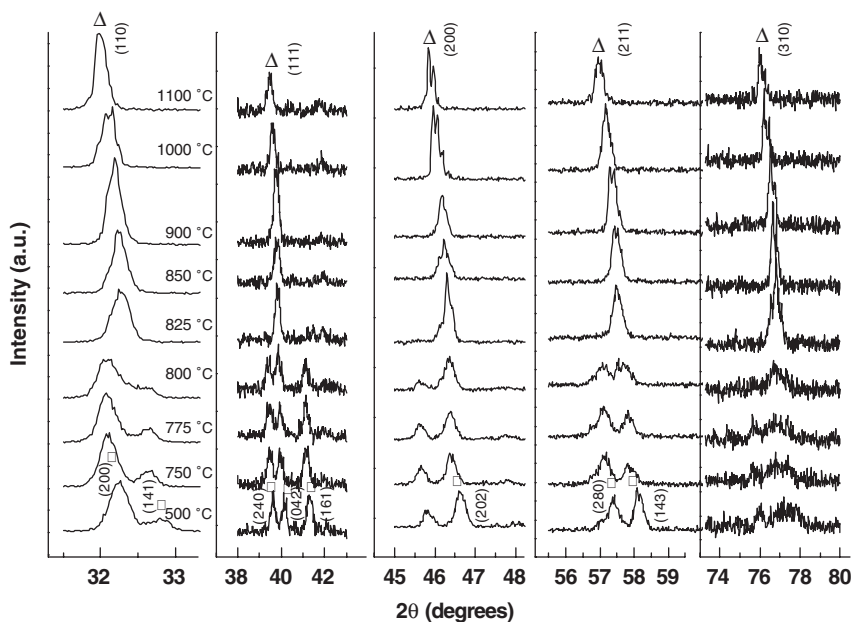 Δ (110)
Δ (111)
Δ (200)
Δ (211)
Δ (310)
1100 °C
1000 °C
900 °C
850 °C
825 °C
800 °C
775 °C
750 °C
500 °C
□ (200)
(141) □
(240) □
(042) □
(161) □
□ (202)
(280) □
□ (143)
Intensity (a.u.)
32 33
38 40 42
45 46 47 48
56 57 58 59
74 76 78 80
2θ (degrees)